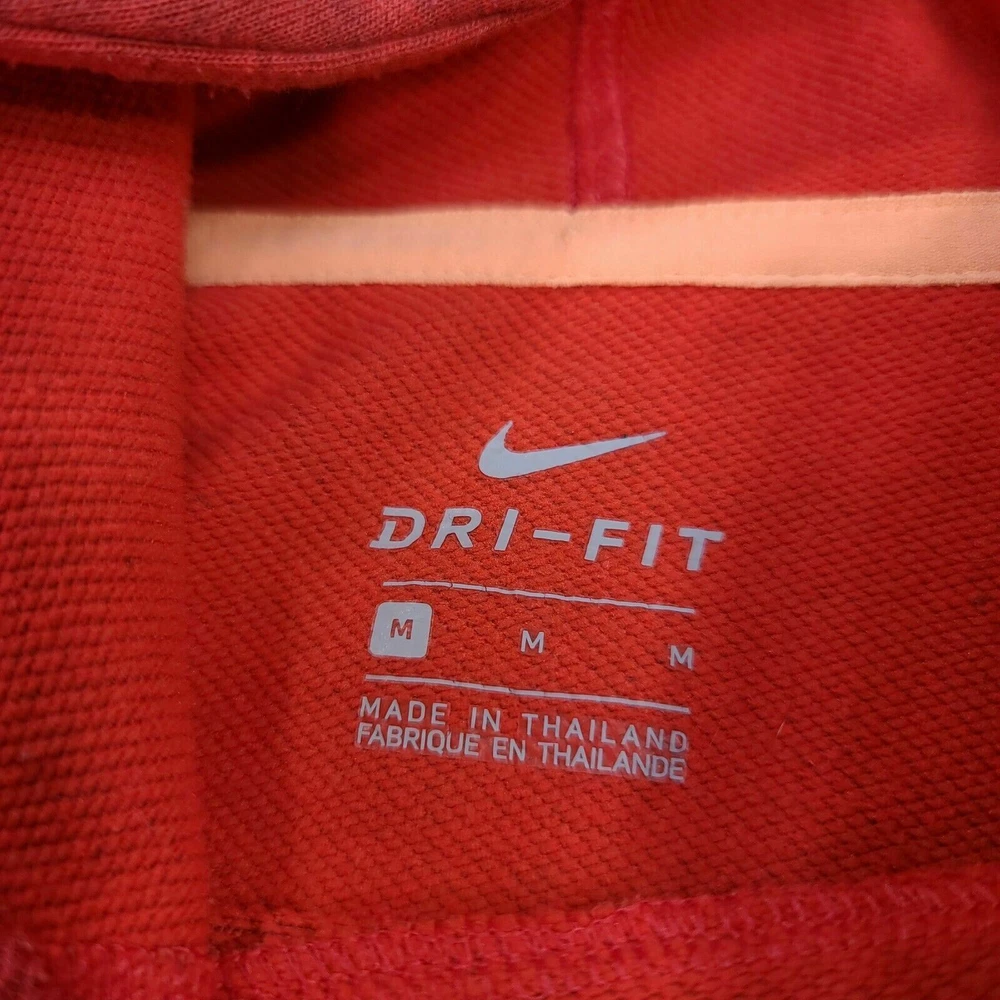 DRI-FIT
M M M
MADE IN THAILAND
FABRIQUE EN THAILANDE